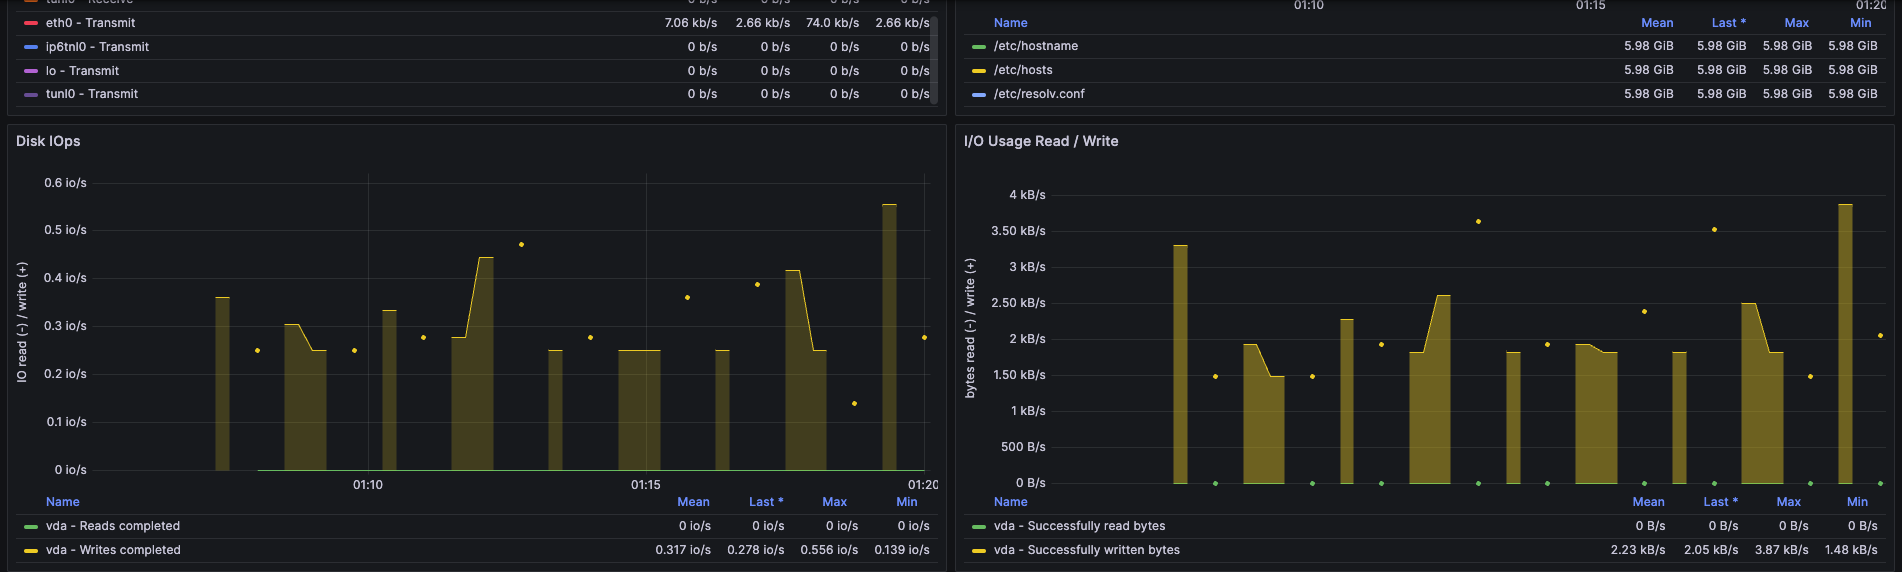 tunl0 - Receive 0 b/s 0 b/s 0 b/s 0 b/s
eth0 - Transmit 7.06 kb/s 2.66 kb/s 74.0 kb/s 2.66 kb/s
ip6tnl0 - Transmit 0 b/s 0 b/s 0 b/s 0 b/s
lo - Transmit 0 b/s 0 b/s 0 b/s 0 b/s
tunl0 - Transmit 0 b/s 0 b/s 0 b/s 0 b/s
01:10 01:15 01:20
Name Mean Last * Max Min
/etc/hostname 5.98 GiB 5.98 GiB 5.98 GiB 5.98 GiB
/etc/hosts 5.98 GiB 5.98 GiB 5.98 GiB 5.98 GiB
/etc/resolv.conf 5.98 GiB 5.98 GiB 5.98 GiB 5.98 GiB
Disk IOps
IO read (-) / write (+)
0.6 io/s
0.5 io/s
0.4 io/s
0.3 io/s
0.2 io/s
0.1 io/s
0 io/s
01:10 01:15 01:20
Name Mean Last * Max Min
vda - Reads completed 0 io/s 0 io/s 0 io/s 0 io/s
vda - Writes completed 0.317 io/s 0.278 io/s 0.556 io/s 0.139 io/s
I/O Usage Read / Write
bytes read (-) / write (+)
4 kB/s
3.50 kB/s
3 kB/s
2.50 kB/s
2 kB/s
1.50 kB/s
1 kB/s
500 B/s
0 B/s
Name Mean Last * Max Min
vda - Successfully read bytes 0 B/s 0 B/s 0 B/s 0 B/s
vda - Successfully written bytes 2.23 kB/s 2.05 kB/s 3.87 kB/s 1.48 kB/s